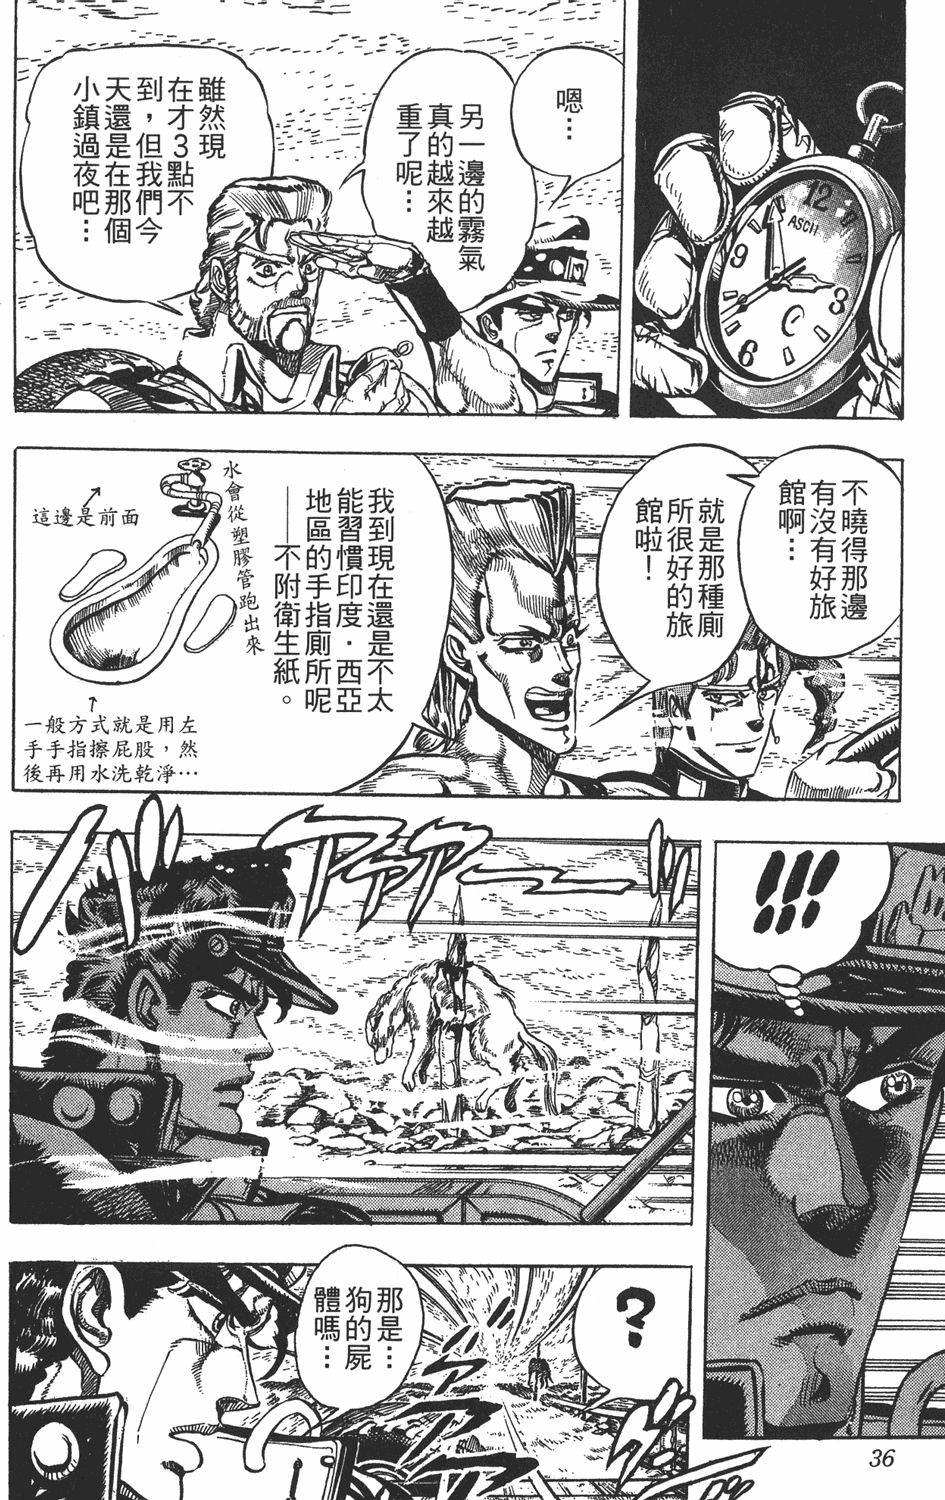 12
ASCII
9
3
6
C
嗯…
另一邊的霧氣
真的越來越
重了呢…
雖然現
在才3點不
到，但我們今
天還是在那個
小鎮過夜吧…
不曉得那邊
有沒有好旅
館啊…
就是那種廁
所很好的旅
館啦！
我到現在還是不太
能習慣印度．西亞
地區的手指廁所呢
——不附衛生紙。
水會從塑膠管跑出來
這邊是前面
一般方式就是用左
手手指擦屁股，然
後再用水洗乾淨…
!!!
M
？
那是…
狗的屍
體嗎…
36